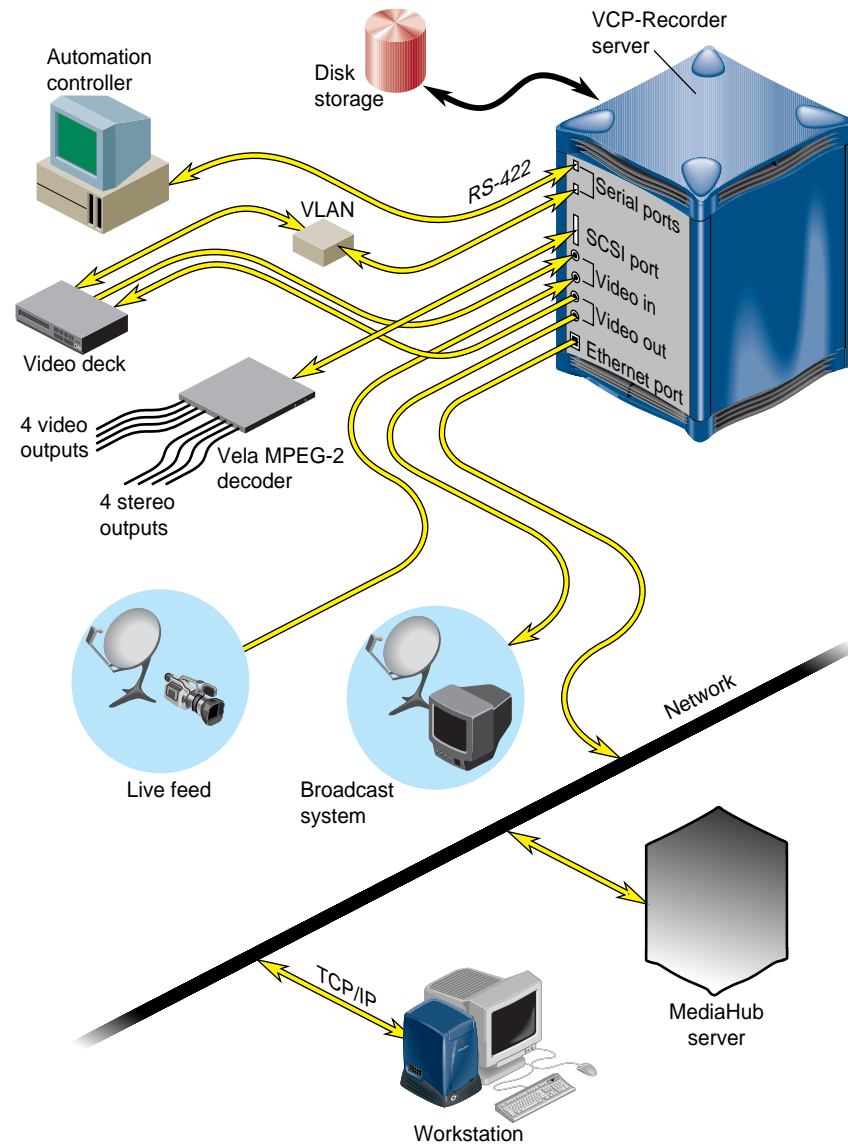 VCP-Recorder
server
Automation
controller
Disk
storage
RS-422
Serial ports
VLAN
SCSI port
Video in
Video out
Ethernet port
Video deck
4 video
outputs
Vela MPEG-2
decoder
4 stereo
outputs
Network
Live feed
Broadcast
system
TCP/IP
MediaHub
server
Workstation